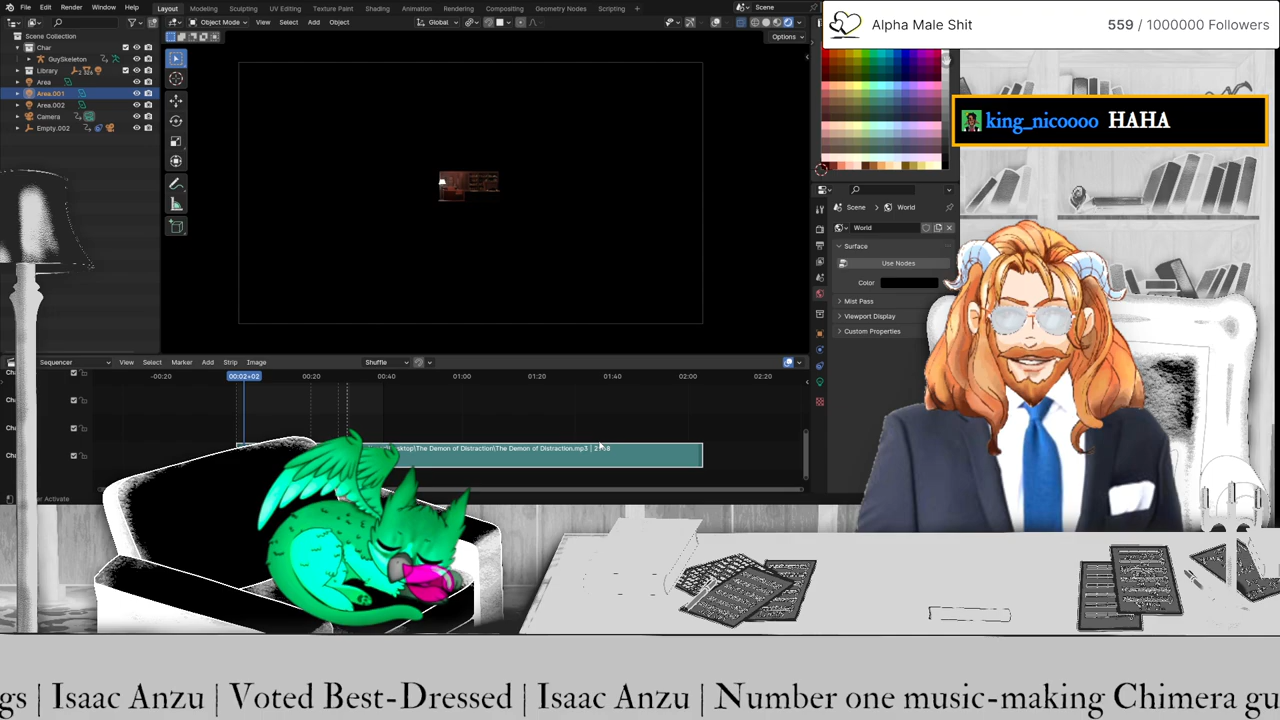 File Edit Render Window Help Layout Modeling Sculpting UV Editing Texture Paint Shading Animation Rendering Compositing Geometry Nodes Scripting Scene
Object Mode View Select Add Object Global
Options
Scene Collection
Char
GuySkeleton
Library
Area
Area.001
Area.002
Camera
Empty.002
Alpha Male Shit 559 / 1000000 Followers
king_nicoooo HAHA
Scene World
World
Surface
Use Nodes
Color
Mist Pass
Viewport Display
Custom Properties
Sequencer View Select Marker Add Strip Image Shuffle
-00:20 00:02+02 00:20 00:40 01:00 01:20 01:40 02:00 02:20
Cha
Cha
Cha
sktop\The Demon of Distraction\The Demon of Distraction.mp3
Activate
gs | Isaac Anzu | Voted Best-Dressed | Isaac Anzu | Number one music-making Chimera gu